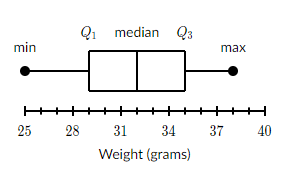 Q₁ median Q₃
min max
25 28 31 34 37 40
Weight (grams)